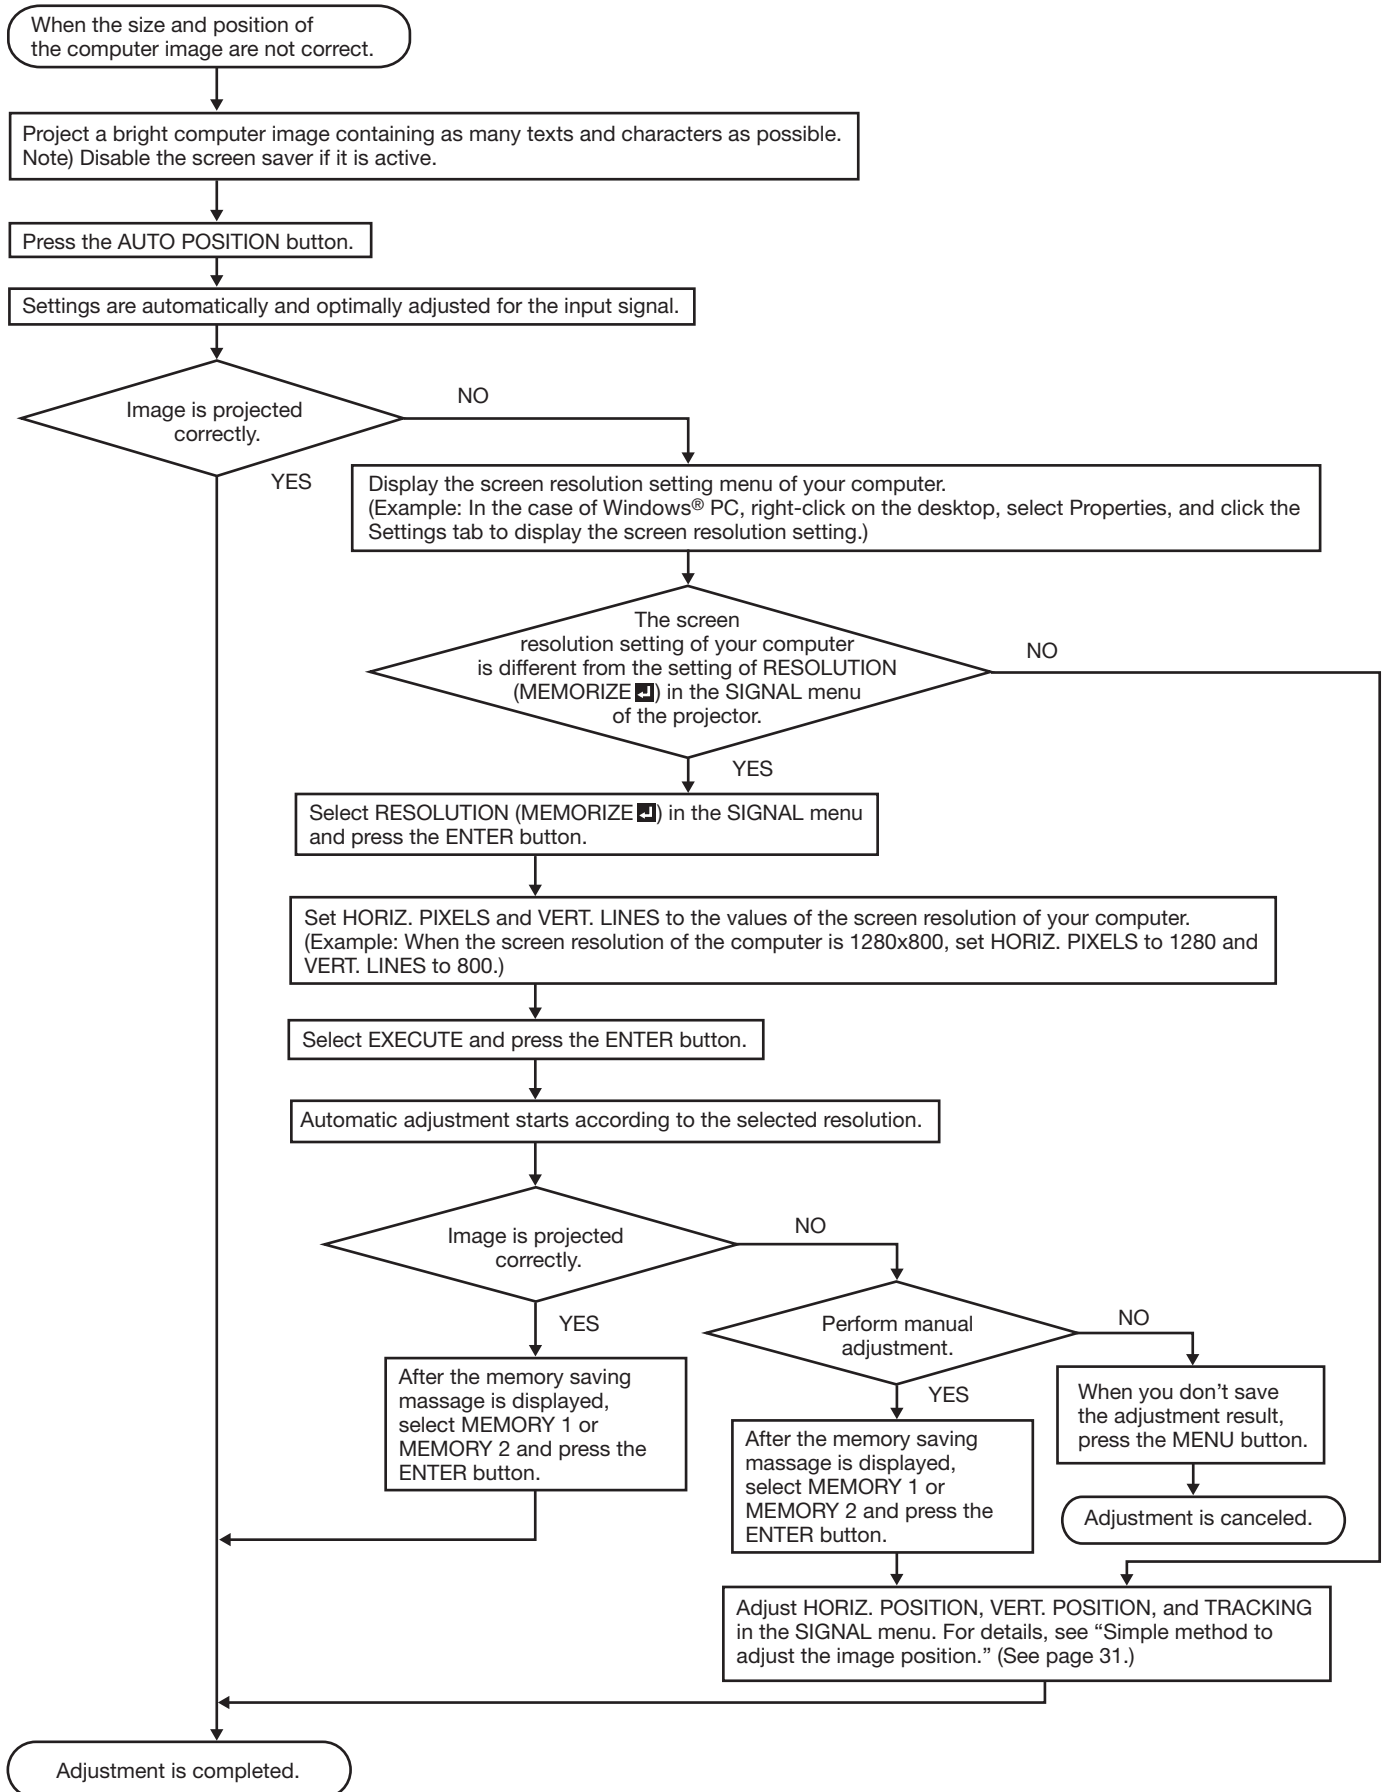 When the size and position of
the computer image are not correct.
Project a bright computer image containing as many texts and characters as possible.
Note) Disable the screen saver if it is active.
Press the AUTO POSITION button.
Settings are automatically and optimally adjusted for the input signal.
Image is projected
correctly.
NO
YES
Display the screen resolution setting menu of your computer.
(Example: In the case of Windows® PC, right-click on the desktop, select Properties, and click the
Settings tab to display the screen resolution setting.)
The screen
resolution setting of your computer
is different from the setting of RESOLUTION
(MEMORIZE ↵) in the SIGNAL menu
of the projector.
NO
YES
Select RESOLUTION (MEMORIZE ↵) in the SIGNAL menu
and press the ENTER button.
Set HORIZ. PIXELS and VERT. LINES to the values of the screen resolution of your computer.
(Example: When the screen resolution of the computer is 1280x800, set HORIZ. PIXELS to 1280 and
VERT. LINES to 800.)
Select EXECUTE and press the ENTER button.
Automatic adjustment starts according to the selected resolution.
Image is projected
correctly.
NO
YES
Perform manual
adjustment.
NO
YES
After the memory saving
massage is displayed,
select MEMORY 1 or
MEMORY 2 and press the
ENTER button.
When you don't save
the adjustment result,
press the MENU button.
After the memory saving
massage is displayed,
select MEMORY 1 or
MEMORY 2 and press the
ENTER button.
Adjustment is canceled.
Adjust HORIZ. POSITION, VERT. POSITION, and TRACKING
in the SIGNAL menu. For details, see “Simple method to
adjust the image position.” (See page 31.)
Adjustment is completed.